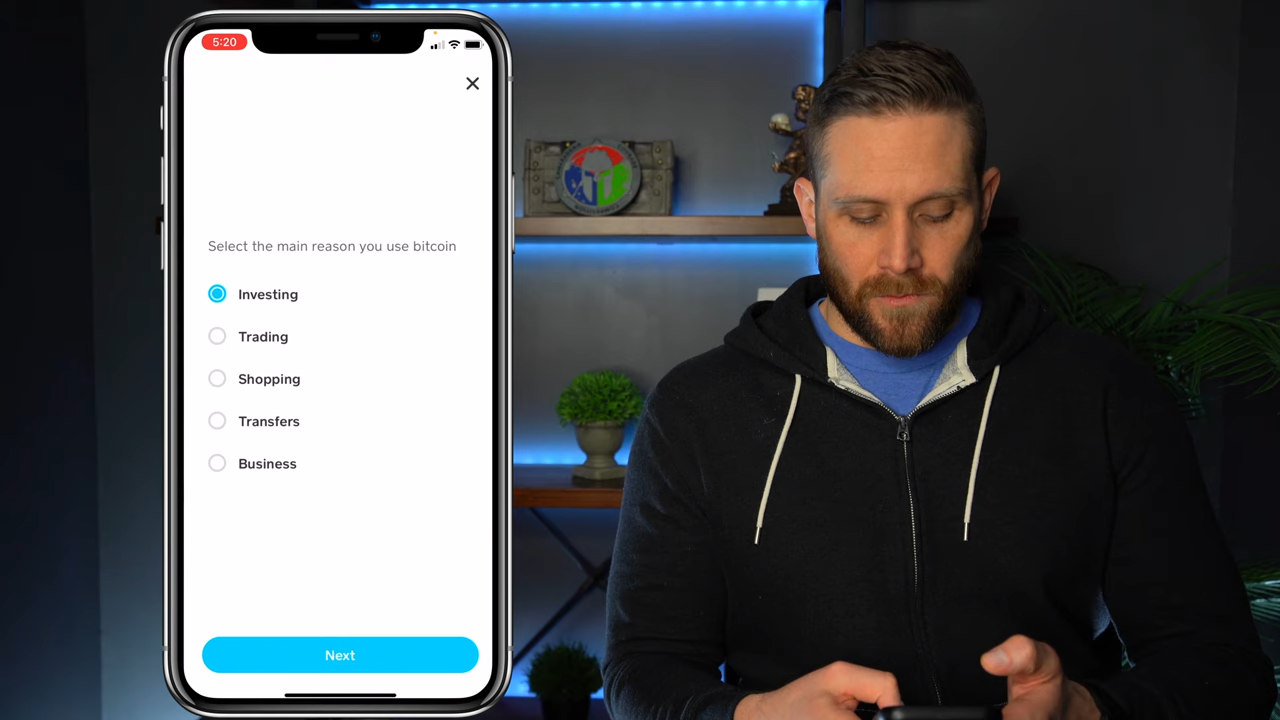 5:20
Select the main reason you use bitcoin
Investing
Trading
Shopping
Transfers
Business
Next